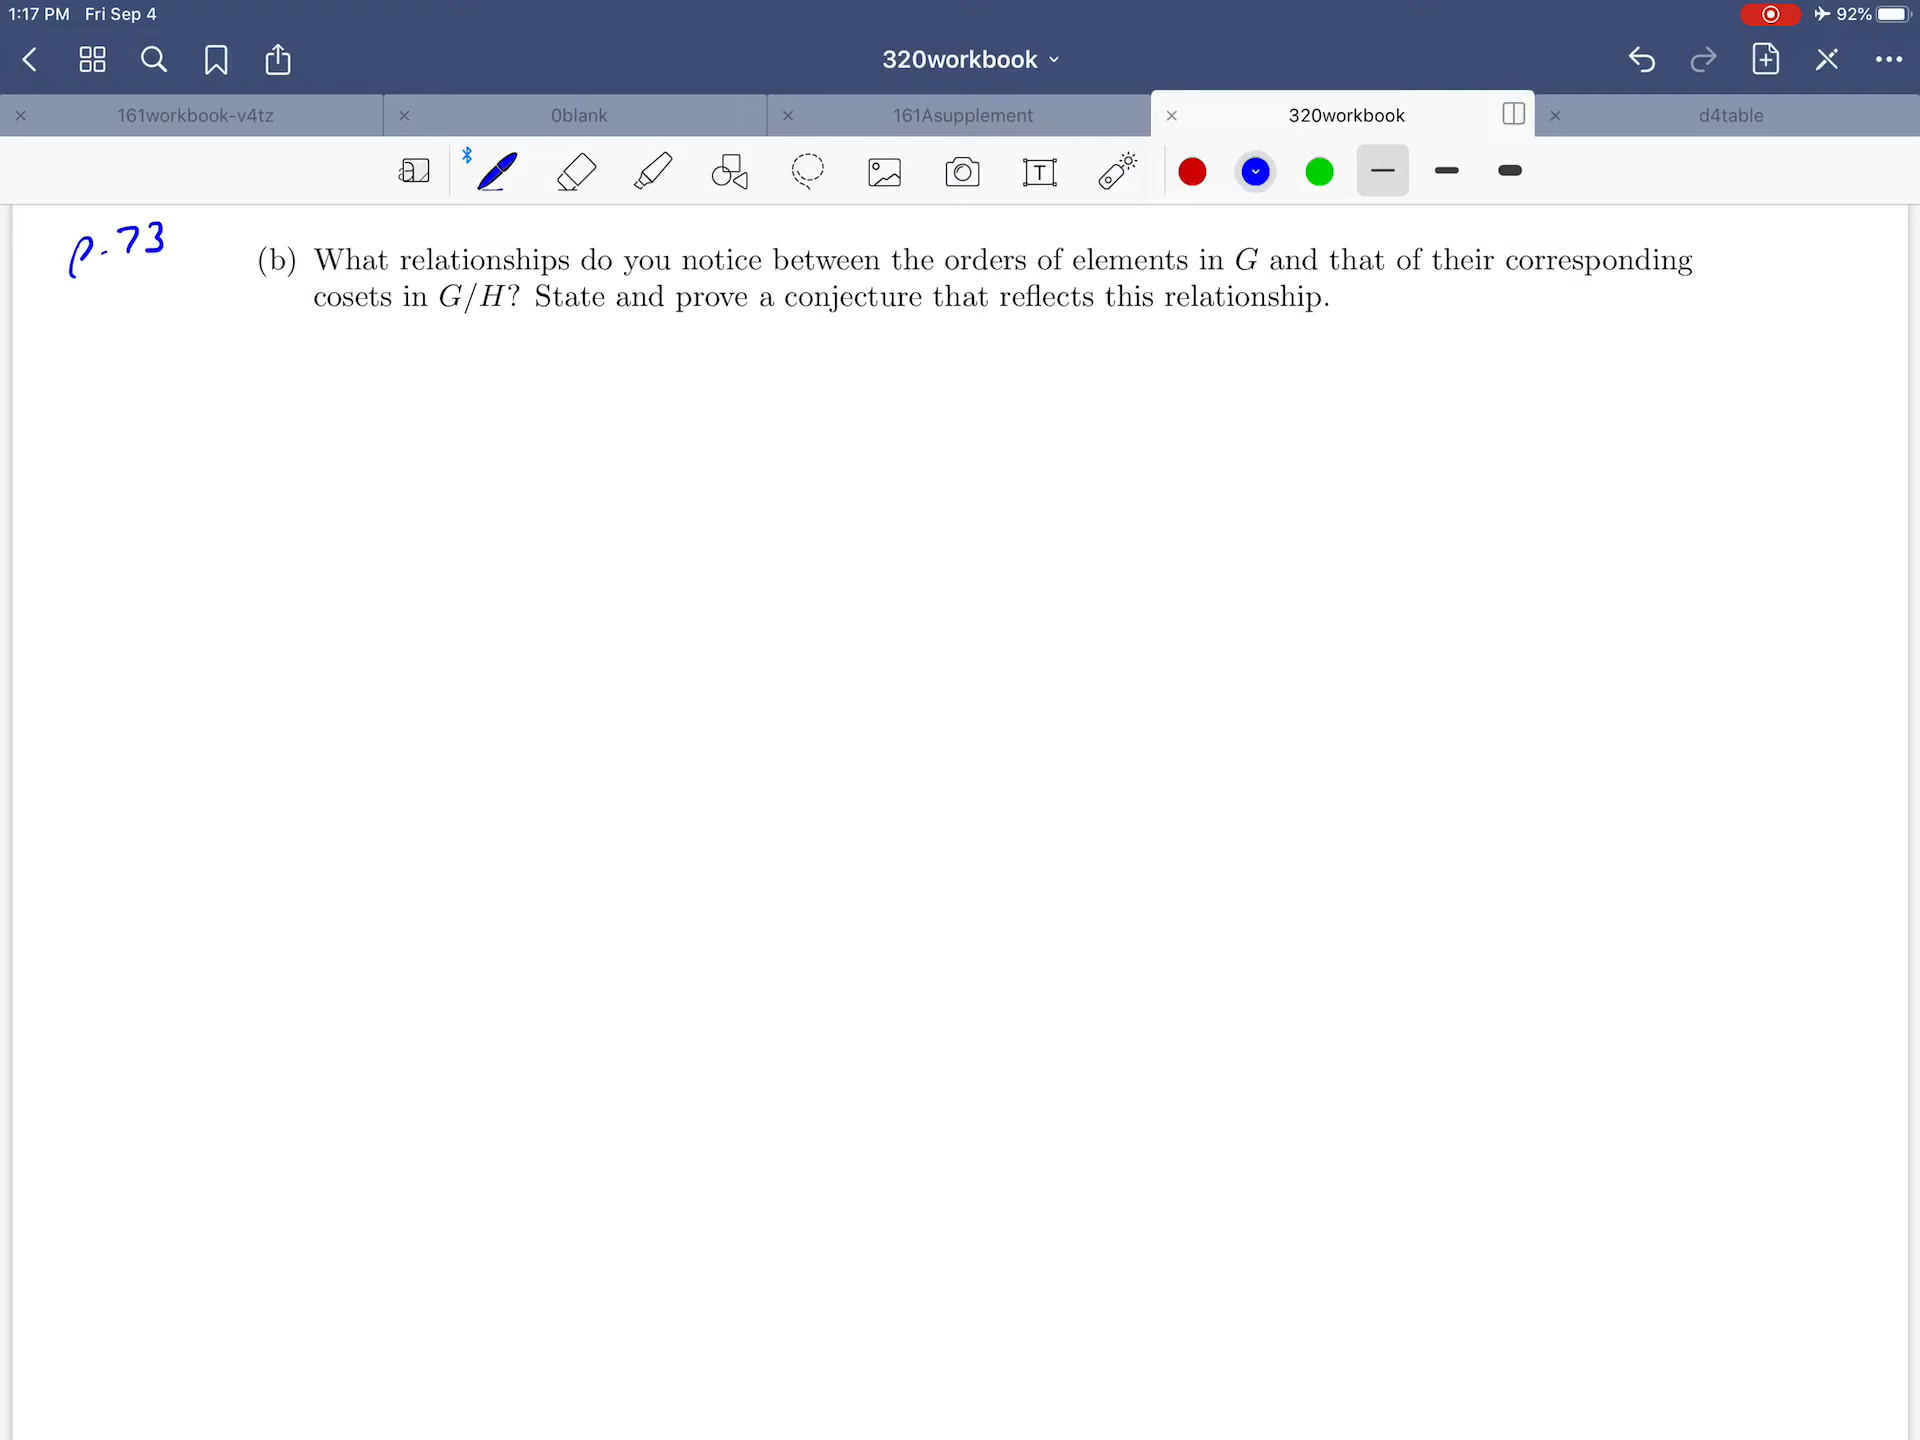 1:17 PM Fri Sep 4 92%
320workbook
161workbook-v4tz 0blank 161Asupplement 320workbook d4table
p.73
(b) What relationships do you notice between the orders of elements in G and that of their corresponding
cosets in G/H? State and prove a conjecture that reflects this relationship.